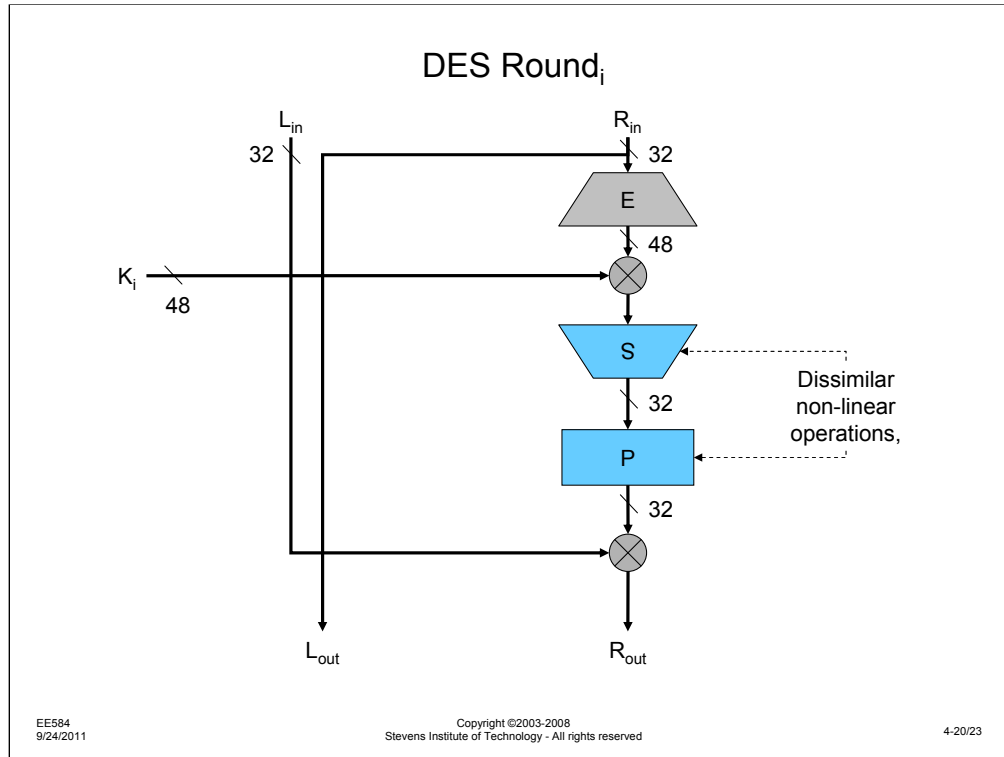 DES Roundᵢ
Lin
Rin
32
32
E
48
Kᵢ
48
S
32
Dissimilar
non-linear
operations,
P
32
Lout
Rout
EE584
9/24/2011
Copyright ©2003-2008
Stevens Institute of Technology - All rights reserved
4-20/23